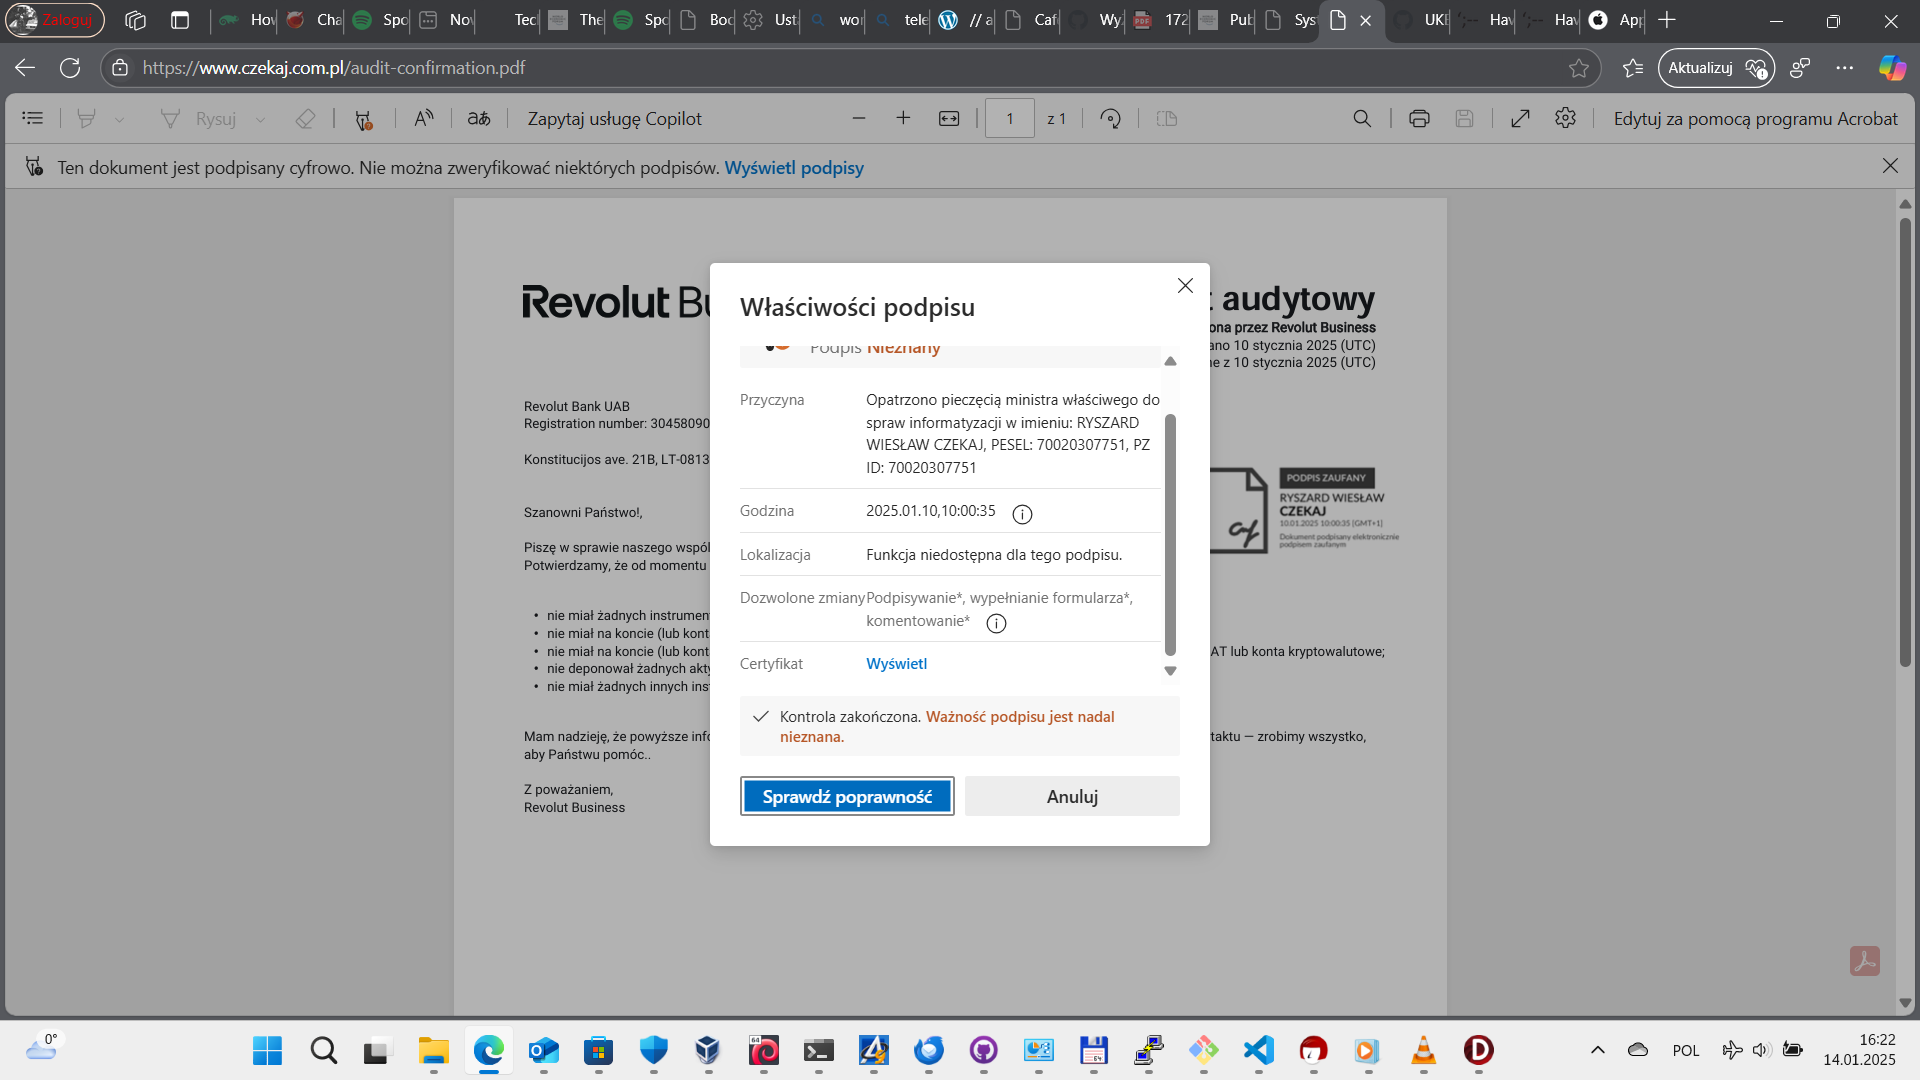 Zaloguj
How
Cha
Spo
Nov
Tec
The
Spo
Boo
Ust
wor
tele
// a
Cafe
Wy.
172
Pub
Sys
UKE
Hav
Hav
App
https://www.czekaj.com.pl/audit-confirmation.pdf
Aktualizuj
Rysuj
Zapytaj usługę Copilot
1 z 1
Edytuj za pomocą programu Acrobat
Ten dokument jest podpisany cyfrowo. Nie można zweryfikować niektórych podpisów. Wyświetl podpisy
Revolut Bu
audytowy
ona przez Revolut Business
ano 10 stycznia 2025 (UTC)
ne z 10 stycznia 2025 (UTC)
Revolut Bank UAB
Registration number: 30458090
Konstitucijos ave. 21B, LT-0813
PODPIS ZAUFANY
RYSZARD WIESŁAW
CZEKAJ
10.01.2025 10:00:35 [GMT+1]
Dokument podpisany elektronicznie
podpisem zaufanym
Szanowni Państwo!,
Piszę w sprawie naszego wspól
Potwierdzamy, że od momentu
• nie miał żadnych instrumen
• nie miał na koncie (lub kont
• nie miał na koncie (lub kont
AT lub konta kryptowalutowe;
• nie deponował żadnych akty
• nie miał żadnych innych ins
Mam nadzieję, że powyższe info
taktu — zrobimy wszystko,
aby Państwu pomóc..
Z poważaniem,
Revolut Business
Właściwości podpisu
Podpis Nieznany
Przyczyna
Opatrzono pieczęcią ministra właściwego do
spraw informatyzacji w imieniu: RYSZARD
WIESŁAW CZEKAJ, PESEL: 70020307751, PZ
ID: 70020307751
Godzina
2025.01.10,10:00:35
Lokalizacja
Funkcja niedostępna dla tego podpisu.
Dozwolone zmiany
Podpisywanie*, wypełnianie formularza*,
komentowanie*
Certyfikat
Wyświetl
Kontrola zakończona. Ważność podpisu jest nadal
nieznana.
Sprawdź poprawność
Anuluj
0°
POL
16:22
14.01.2025